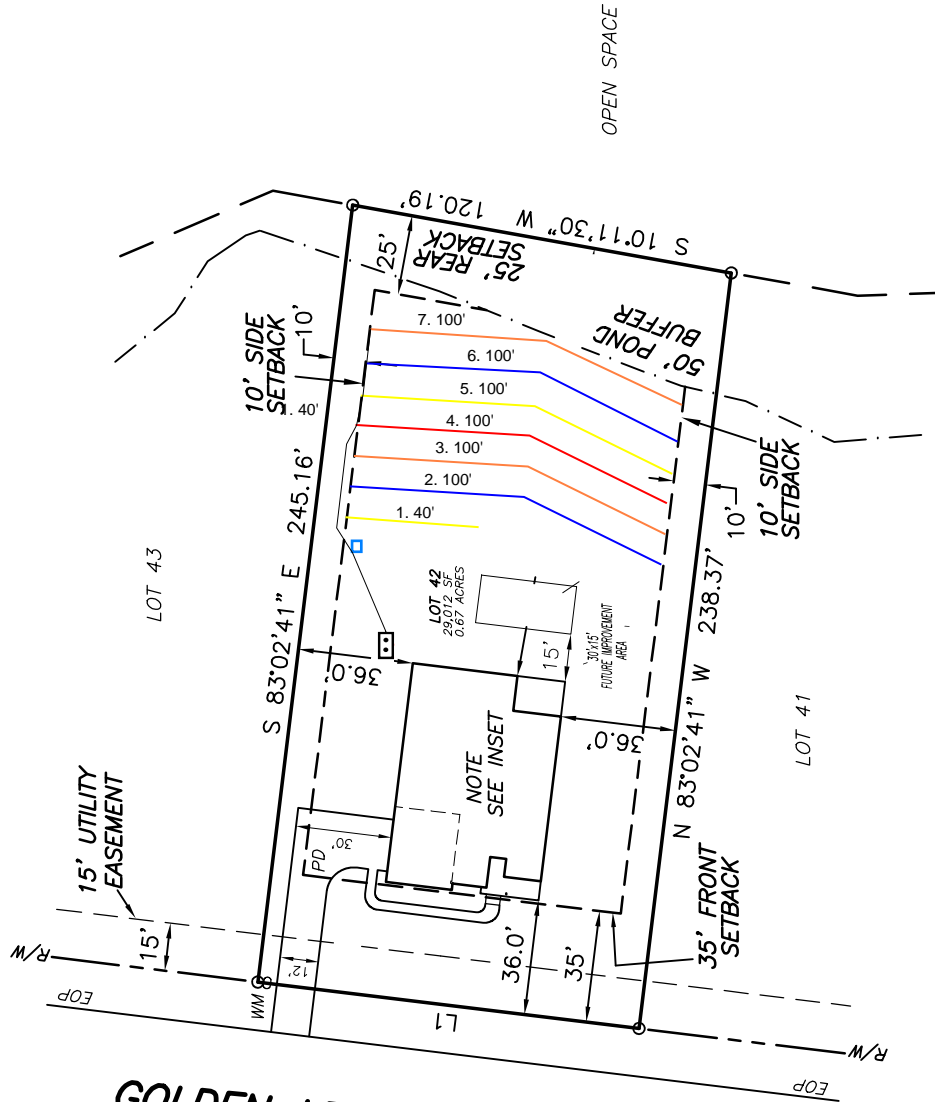 OPEN SPACE
S 10°11'30" W 120.19'
25' REAR
SETBACK
25'
50' POND
BUFFER
10' SIDE
SETBACK
10'
1. 40'
7. 100'
6. 100'
5. 100'
4. 100'
3. 100'
2. 100'
1. 40'
10' SIDE
SETBACK
10'
S 83°02'41" E 245.16'
LOT 43
LOT 42
29,012 SF
0.67 ACRES
30'x15'
FUTURE IMPROVEMENT
AREA
15'
36.0'
36.0'
N 83°02'41" W 238.37'
LOT 41
NOTE
SEE INSET
30'
PD
15' UTILITY
EASEMENT
15'
12'
36.0'
35'
35' FRONT
SETBACK
R/W
EOP
WM
L1
R/W
EOP
GOLDEN